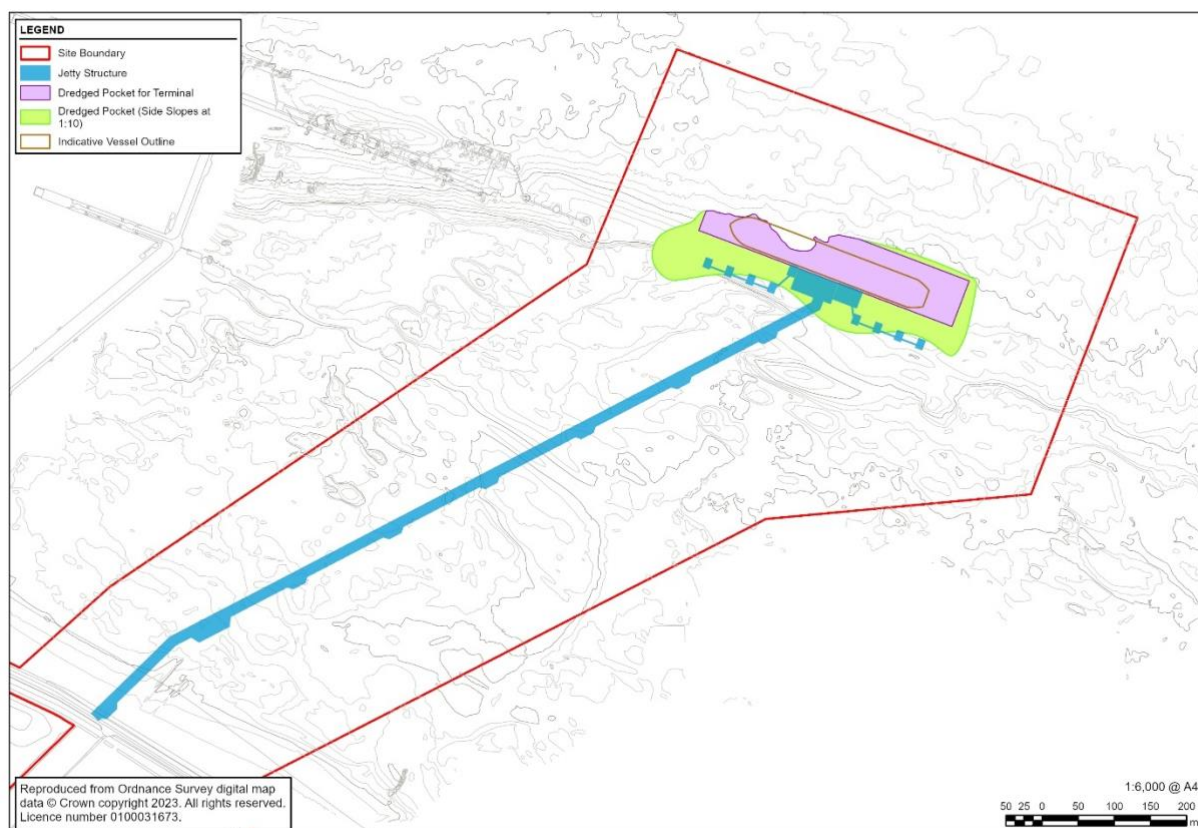 LEGEND
Site Boundary
Jetty Structure
Dredged Pocket for Terminal
Dredged Pocket (Side Slopes at
1:10)
Indicative Vessel Outline
Reproduced from Ordnance Survey digital map
data © Crown copyright 2023. All rights reserved.
Licence number 0100031673.
1:6,000 @ A4
50 25 0 50 100 150 200
m